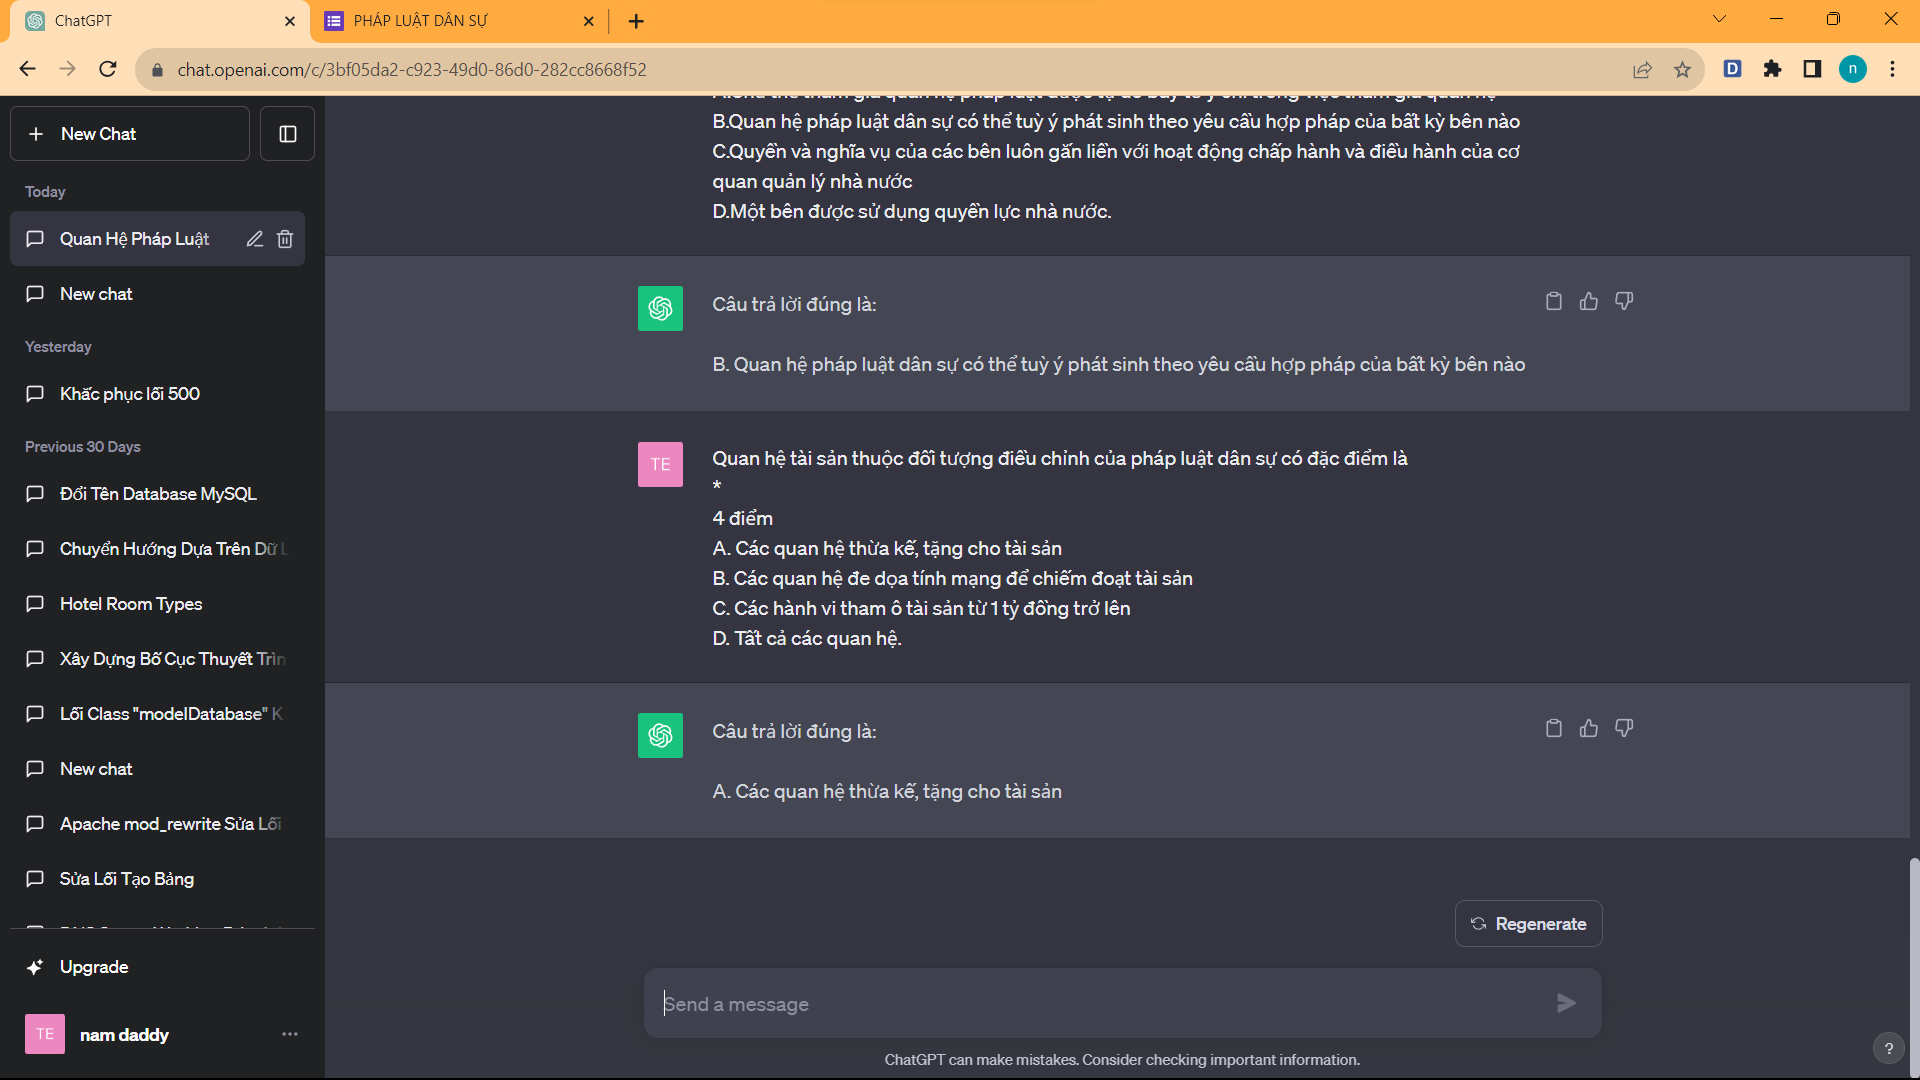 ChatGPT
PHÁP LUẬT DÂN SỰ
chat.openai.com/c/3bf05da2-c923-49d0-86d0-282cc8668f52
D
n
New Chat
Today
Quan Hệ Pháp Luật
New chat
Yesterday
Khắc phục lỗi 500
Previous 30 Days
Đổi Tên Database MySQL
Chuyển Hướng Dựa Trên Dữ L
Hotel Room Types
Xây Dựng Bố Cục Thuyết Trìn
Lỗi Class "modelDatabase" K
New chat
Apache mod_rewrite Sửa Lỗi
Sửa Lỗi Tạo Bảng
Upgrade
TE
nam daddy
B.Quan hệ pháp luật dân sự có thể tuỳ ý phát sinh theo yêu cầu hợp pháp của bất kỳ bên nào
C.Quyền và nghĩa vụ của các bên luôn gắn liền với hoạt động chấp hành và điều hành của cơ
quan quản lý nhà nước
D.Một bên được sử dụng quyền lực nhà nước.
Câu trả lời đúng là:
B. Quan hệ pháp luật dân sự có thể tuỳ ý phát sinh theo yêu cầu hợp pháp của bất kỳ bên nào
TE
Quan hệ tài sản thuộc đối tượng điều chỉnh của pháp luật dân sự có đặc điểm là
*
4 điểm
A. Các quan hệ thừa kế, tặng cho tài sản
B. Các quan hệ đe dọa tính mạng để chiếm đoạt tài sản
C. Các hành vi tham ô tài sản từ 1 tỷ đồng trở lên
D. Tất cả các quan hệ.
Câu trả lời đúng là:
A. Các quan hệ thừa kế, tặng cho tài sản
Regenerate
Send a message
ChatGPT can make mistakes. Consider checking important information.
?